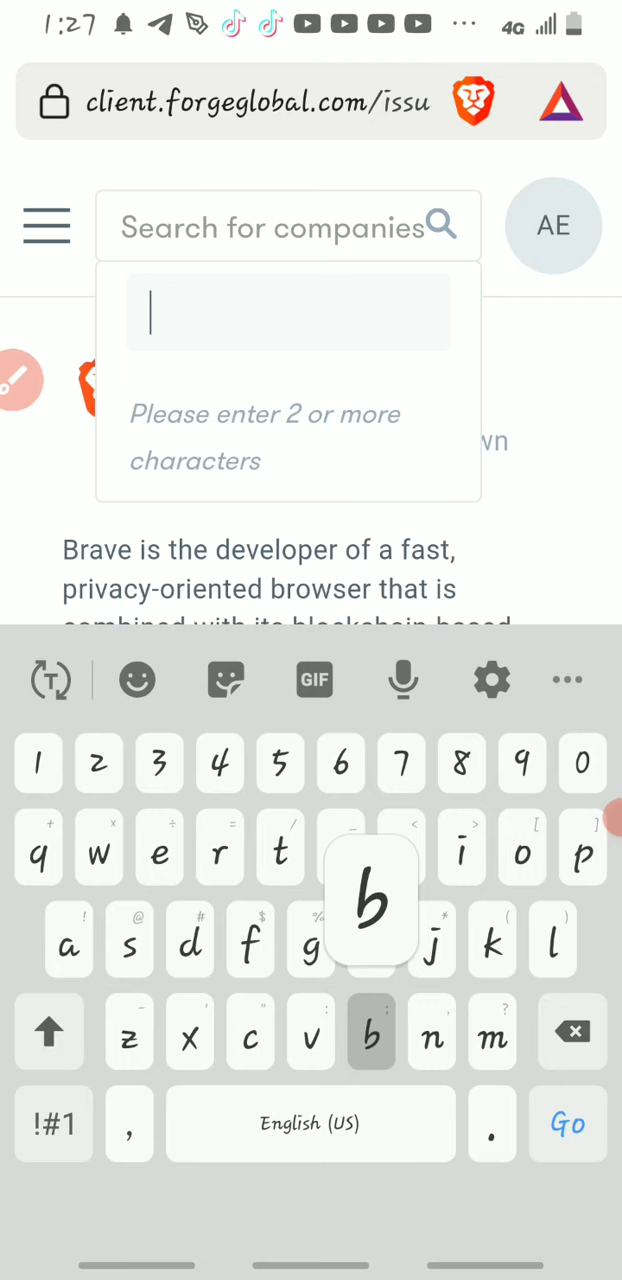 1:27 ... 4G
client.forgeglobal.com/issu
Search for companies
AE
Please enter 2 or more
characters
wn
Brave is the developer of a fast,
privacy-oriented browser that is
T GIF ...
1 2 3 4 5 6 7 8 9 0
+ × ÷ = / _ < > [ ]
q w e r t i o p
b
! @ # $ % * ( )
a s d f g j k l
- ' " : ; , ?
z x c v b n m
!#1 , English (US) . Go